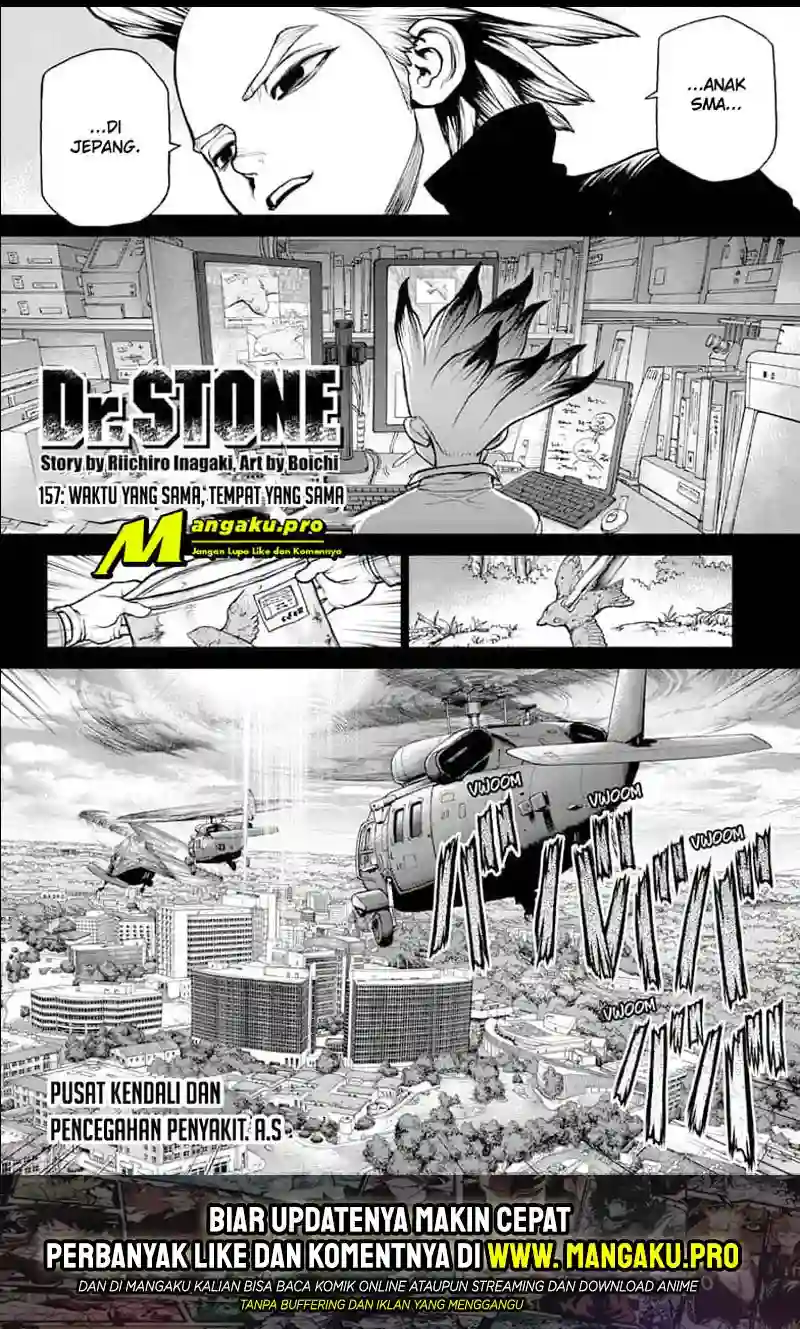 ...ANAK
SMA...
...DI
JEPANG.
Dr.STONE
Story by Riichiro Inagaki, Art by Boichi
157: WAKTU YANG SAMA, TEMPAT YANG SAMA
Mangaku.pro
Jangan Lupa Like dan Komennya
VWOOM
VWOOM
VWOOM
VWOOM
PUSAT KENDALI DAN
PENCEGAHAN PENYAKIT. A.S
BIAR UPDATENYA MAKIN CEPAT
PERBANYAK LIKE DAN KOMENTNYA DI WWW. MANGAKU.PRO
DAN DI MANGAKU KALIAN BISA BACA KOMIK ONLINE ATAUPUN STREAMING DAN DOWNLOAD ANIME
TANPA BUFFERING DAN IKLAN YANG MENGGANGU